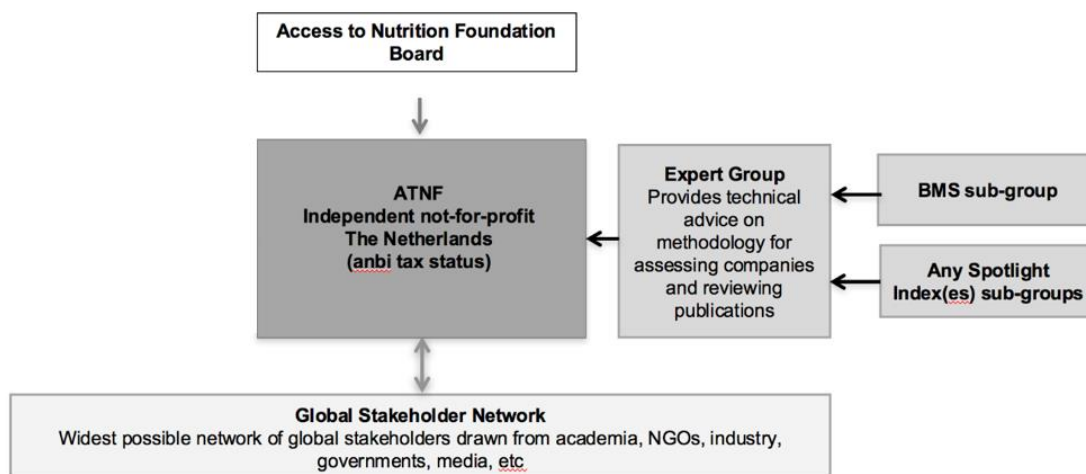 Access to Nutrition Foundation
Board
ATNF
Independent not-for-profit
The Netherlands
(anbi tax status)
Expert Group
Provides technical
advice on
methodology for
assessing companies
and reviewing
publications
BMS sub-group
Any Spotlight
Index(es) sub-groups
Global Stakeholder Network
Widest possible network of global stakeholders drawn from academia, NGOs, industry,
governments, media, etc